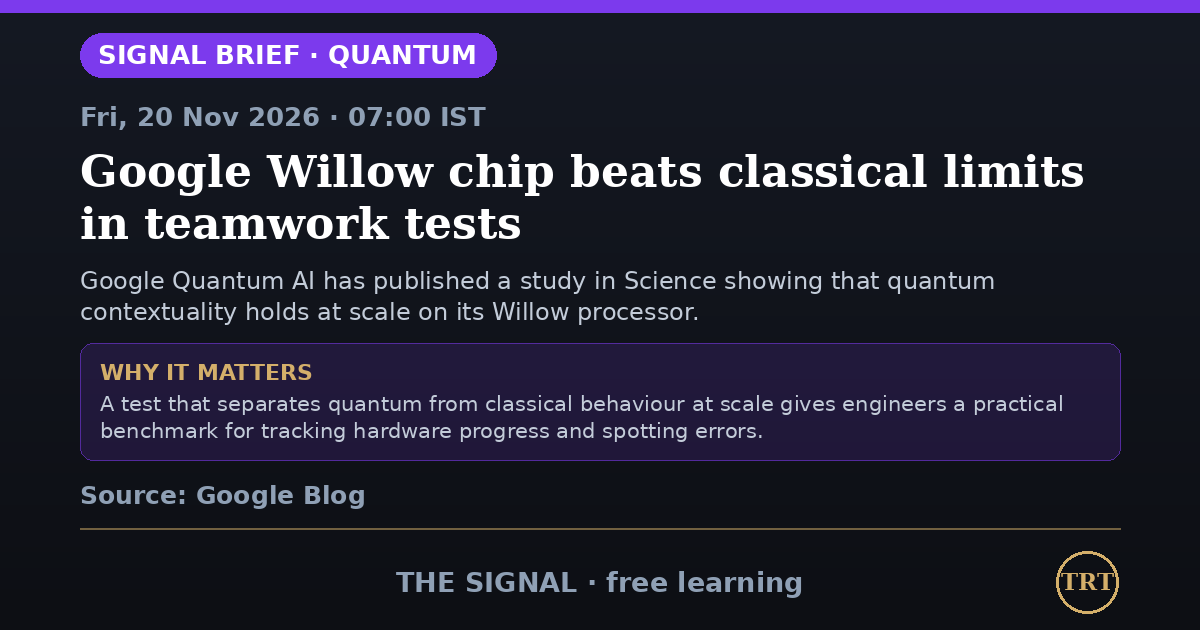 SIGNAL BRIEF · QUANTUM
Fri, 20 Nov 2026 · 07:00 IST
Google Willow chip beats classical limits
in teamwork tests
Google Quantum AI has published a study in Science showing that quantum
contextuality holds at scale on its Willow processor.
WHY IT MATTERS
A test that separates quantum from classical behaviour at scale gives engineers a practical
benchmark for tracking hardware progress and spotting errors.
Source: Google Blog
THE SIGNAL · free learning
TRT